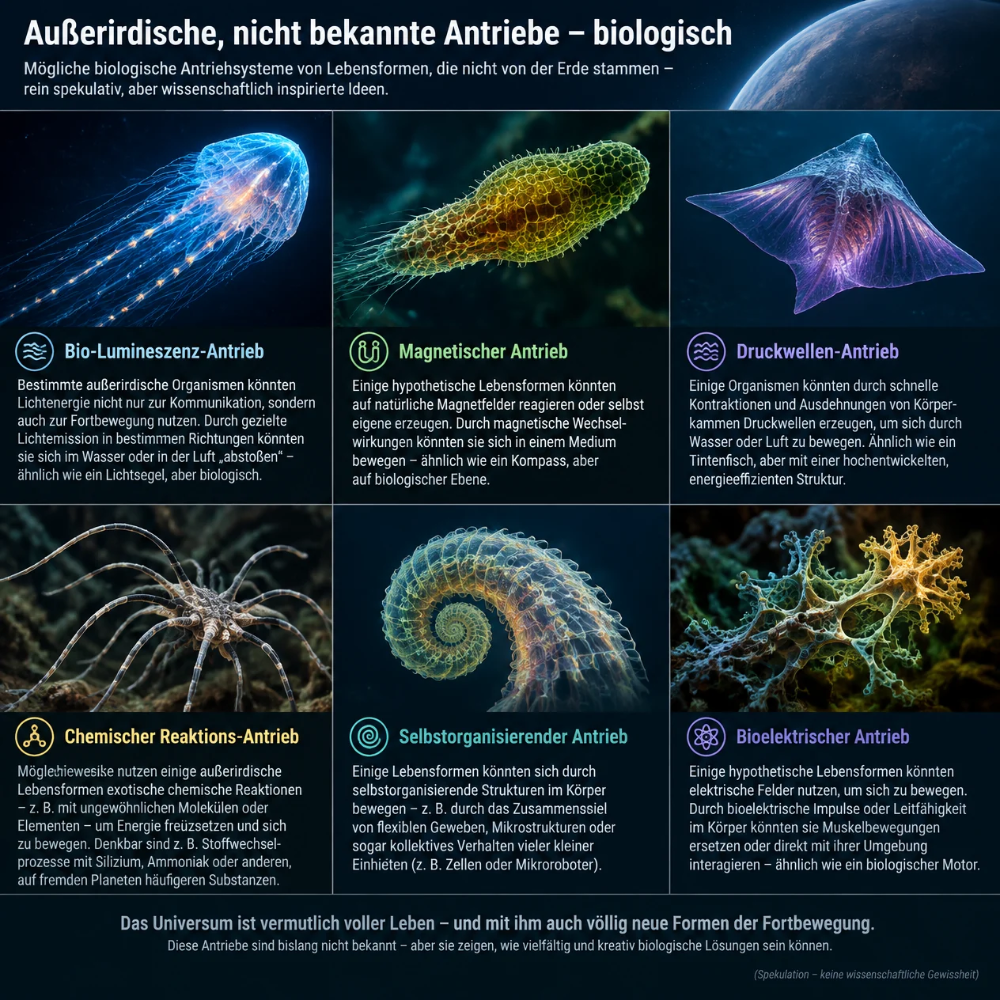 Außerirdische, nicht bekannte Antriebe – biologisch
Mögliche biologische Antriehsysteme von Lebensformen, die nicht von der Erde stammen –
rein spekulativ, aber wissenschaftlich inspirierte Ideen.
Bio-Lumineszenz-Antrieb
Bestimmte außerirdische Organismen könnten
Lichtenergie nicht nur zur Kommunikation, sondern
auch zur Fortbewegung nutzen. Durch gezielte
Lichtemission in bestimmmen Richtungen könnten
sie sich im Wasser oder in der Luft „abstoßen“ –
ähnlich wie ein Lichtsegel, aber biologisch.
Magnetischer Antrieb
Einige hypothetische Lebensformen könnten
auf natürliche Magnetfelder reagieren oder selbst
eigene erzeugen. Durch magnetische Wechsel-
wirkungen könnten sie sich in einem Medium
bewegen – ähnlich wie ein Kompass, aber
auf biologischer Ebene.
Druckwellen-Antrieb
Einige Organismen könnten durch schnelle
Kontraktionen und Ausdehnungen von Körper-
kammen Druckwellen erzeugen, um sich durch
Wasser oder Luft zu bewegen. Ähnlich wie ein
Tintenfisch, aber mit einer hochentwickelten,
energieeffizienten Struktur.
Chemischer Reaktions-Antrieb
nutzen einige außerirdische
Lebensformen exotische chemische Reaktionen
– z. B. mit ungewöhnlichen Molekülen oder
Elementen – um Energie freüzsetzen und sich
zu bewegen. Denkbar sind z. B. Stoffwechsel-
prozesse mit Silizium, Ammoniak oder anderen,
auf fremden Planeten häufigeren Substanzen.
Selbstorganisierender Antrieb
Einige Lebensformen könnten sich durch
selbstorganisierende Strukturen im Körper
bewegen – z. B. durch das Zusammenssiel
von flexiblen Geweben, Mikrostrukturen oder
sogar kollektives Verhalten vieler kleiner
Einhiéten (z. B. Zellen oder Mikroroboter).
Bioelektrischer Antrieb
Einige hypothetische Lebensformen könnten
elektrische Felder nutzen, um sich zu bewegen.
Durch bioelektrische Impulse oder Leitfähigkeit
im Körper könnten sie Muskelbewegungen
ersetzen oder direkt mit ihrer Umgebung
interagieren – ähnlich wie ein biologischer Motor.
Das Universum ist vermutlich voller Leben – und mit ihm auch völlig neue Formen der Fortbewegung.
Diese Antriebe sind bislang nicht bekannt – aber sie zeigen, wie vielfältig und kreativ biologische Lösungen sein können.
(Spekulation – keine wissenschaftliche Gewissheit)